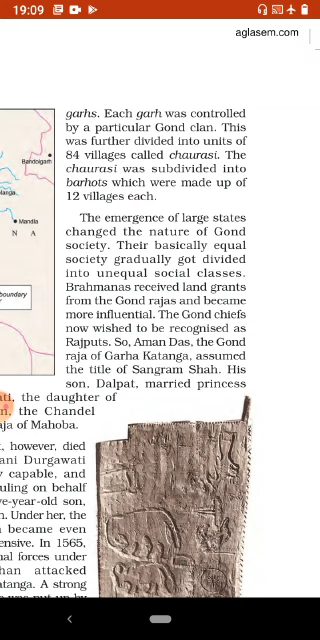 19:09
aglasem.com
garhs. Each garh was controlled
by a particular Gond clan. This
was further divided into units of
84 villages called chaurasi. The
chaurasi was subdivided into
barhots which were made up of
12 villages each.
The emergence of large states
changed the nature of Gond
society. Their basically equal
society gradually got divided
into unequal social classes.
Brahmanas received land grants
from the Gond rajas and became
more influential. The Gond chiefs
now wished to be recognised as
Rajputs. So, Aman Das, the Gond
raja of Garha Katanga, assumed
the title of Sangram Shah. His
son, Dalpat, married princess
ati, the daughter of
n, the Chandel
aja of Mahoba.
t, however, died
ani Durgawati
y capable, and
uling on behalf
ve-year-old son,
n. Under her, the
n became even
ensive. In 1565,
nal forces under
han attacked
atanga. A strong
was put up by
Bandolgarh
langa
Mandla
N A
boundary